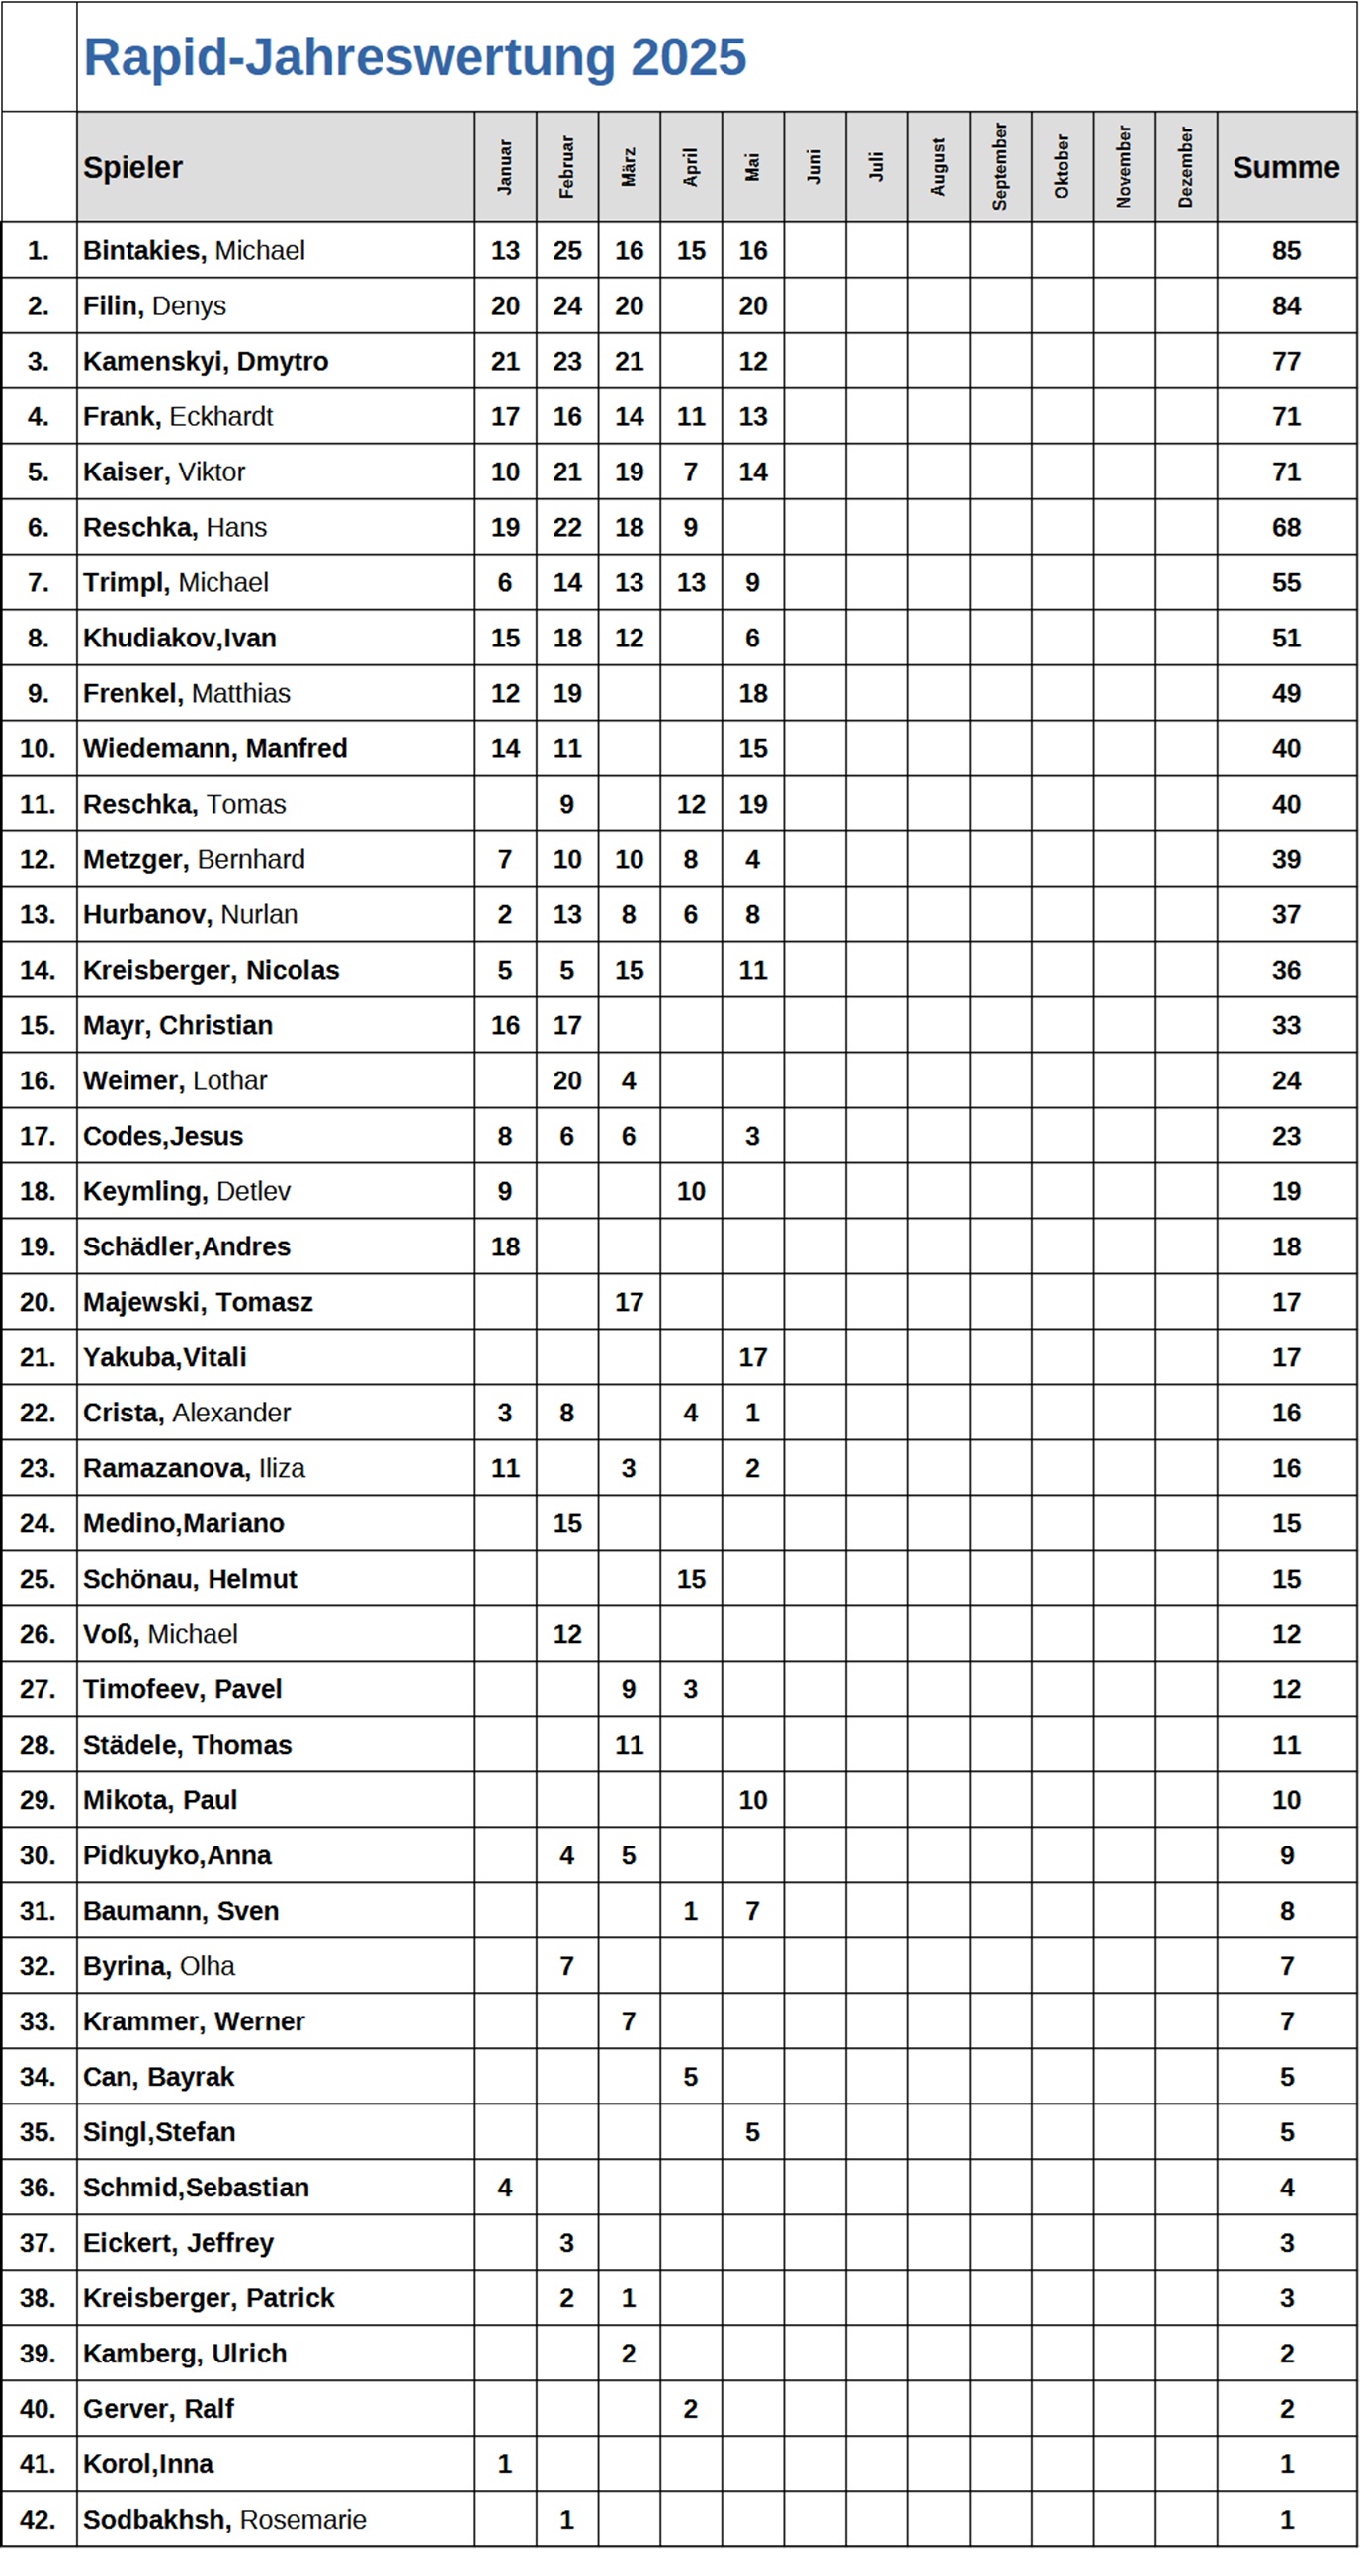 Rapid-Jahreswertung 2025
Spieler Januar Februar März April Mai Juni Juli August September Oktober November Dezember Summe
1. Bintakies, Michael 13 25 16 15 16 85
2. Filin, Denys 20 24 20 20 84
3. Kamenskyi, Dmytro 21 23 21 12 77
4. Frank, Eckhardt 17 16 14 11 13 71
5. Kaiser, Viktor 10 21 19 7 14 71
6. Reschka, Hans 19 22 18 9 68
7. Trimpl, Michael 6 14 13 13 9 55
8. Khudiakov,Ivan 15 18 12 6 51
9. Frenkel, Matthias 12 19 18 49
10. Wiedemann, Manfred 14 11 15 40
11. Reschka, Tomas 9 12 19 40
12. Metzger, Bernhard 7 10 10 8 4 39
13. Hurbanov, Nurlan 2 13 8 6 8 37
14. Kreisberger, Nicolas 5 5 15 11 36
15. Mayr, Christian 16 17 33
16. Weimer, Lothar 20 4 24
17. Codes,Jesus 8 6 6 3 23
18. Keymling, Detlev 9 10 19
19. Schädler,Andres 18 18
20. Majewski, Tomasz 17 17
21. Yakuba,Vitali 17 17
22. Crista, Alexander 3 8 4 1 16
23. Ramazanova, Iliza 11 3 2 16
24. Medino,Mariano 15 15
25. Schönau, Helmut 15 15
26. Voß, Michael 12 12
27. Timofeev, Pavel 9 3 12
28. Städele, Thomas 11 11
29. Mikota, Paul 10 10
30. Pidkuyko,Anna 4 5 9
31. Baumann, Sven 1 7 8
32. Byrina, Olha 7 7
33. Krammer, Werner 7 7
34. Can, Bayrak 5 5
35. Singl,Stefan 5 5
36. Schmid,Sebastian 4 4
37. Eickert, Jeffrey 3 3
38. Kreisberger, Patrick 2 1 3
39. Kamberg, Ulrich 2 2
40. Gerver, Ralf 2 2
41. Korol,Inna 1 1
42. Sodbakhsh, Rosemarie 1 1